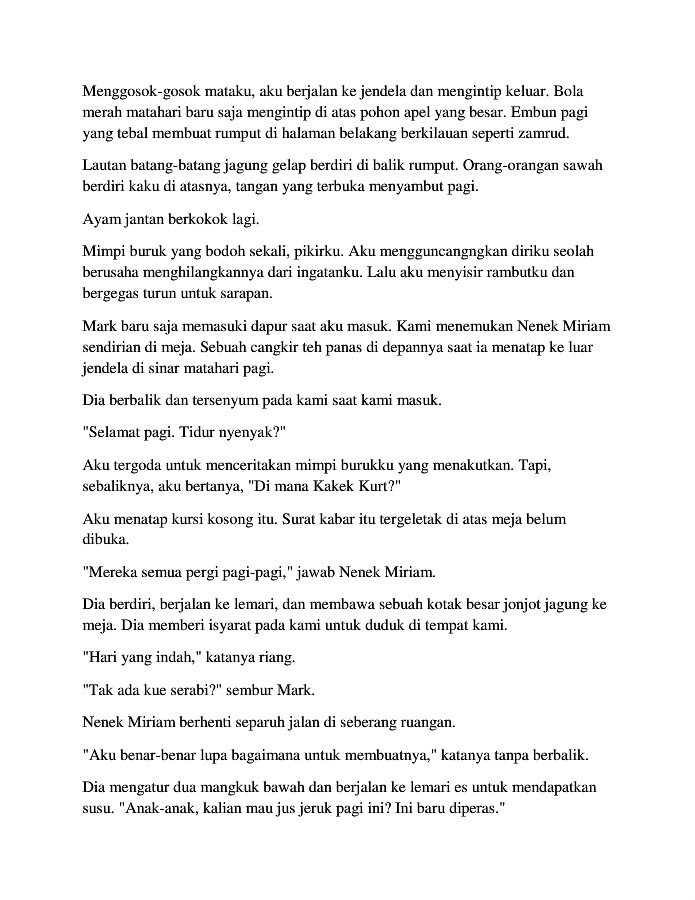 Menggosok-gosok mataku, aku berjalan ke jendela dan mengintip keluar. Bola
merah matahari baru saja mengintip di atas pohon apel yang besar. Embun pagi
yang tebal membuat rumput di halaman belakang berkilauan seperti zamrud.
Lautan batang-batang jagung gelap berdiri di balik rumput. Orang-orangan sawah
berdiri kaku di atasnya, tangan yang terbuka menyambut pagi.
Ayam jantan berkokok lagi.
Mimpi buruk yang bodoh sekali, pikirku. Aku mengguncangngkan diriku seolah
berusaha menghilangkannya dari ingatanku. Lalu aku menyisir rambutku dan
bergegas turun untuk sarapan.
Mark baru saja memasuki dapur saat aku masuk. Kami menemukan Nenek Miriam
sendirian di meja. Sebuah cangkir teh panas di depannya saat ia menatap ke luar
jendela di sinar matahari pagi.
Dia berbalik dan tersenyum pada kami saat kami masuk.
"Selamat pagi. Tidur nyenyak?"
Aku tergoda untuk menceritakan mimpi burukku yang menakutkan. Tapi,
sebaliknya, aku bertanya, "Di mana Kakek Kurt?"
Aku menatap kursi kosong itu. Surat kabar itu tergeletak di atas meja belum
dibuka.
"Mereka semua pergi pagi-pagi," jawab Nenek Miriam.
Dia berdiri, berjalan ke lemari, dan membawa sebuah kotak besar jonjot jagung ke
meja. Dia memberi isyarat pada kami untuk duduk di tempat kami.
"Hari yang indah," katanya riang.
"Tak ada kue serabi?" sembur Mark.
Nenek Miriam berhenti separuh jalan di seberang ruangan.
"Aku benar-benar lupa bagaimana untuk membuatnya," katanya tanpa berbalik.
Dia mengatur dua mangkuk bawah dan berjalan ke lemari es untuk mendapatkan
susu. "Anak-anak, kalian mau jus jeruk pagi ini? Ini baru diperas."